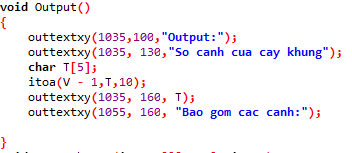 void Output()
{
outtextxy(1035,100,"Output:");
outtextxy(1035, 130,"So canh cua cay khung");
char T[5];
itoa(V - 1,T,10);
outtextxy(1035, 160, T);
outtextxy(1055, 160, "Bao gom cac canh:");
}